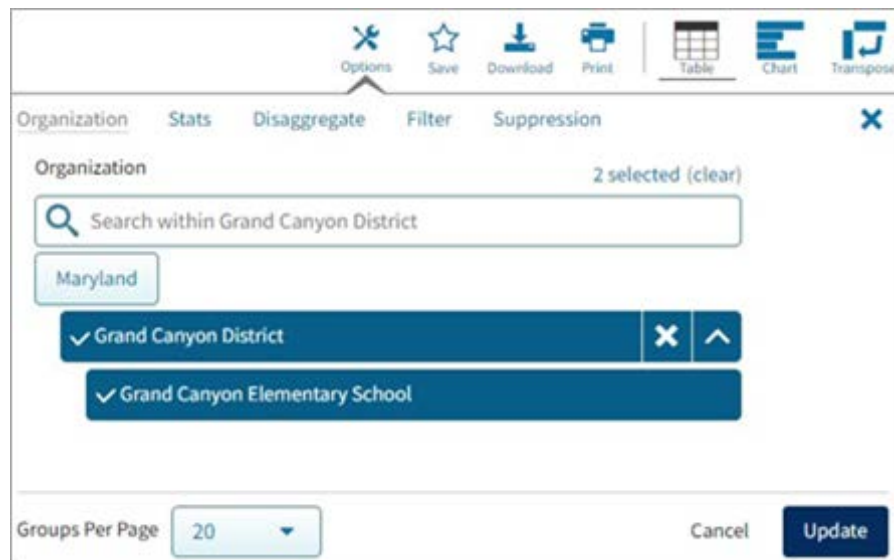 Options Save Download Print Table Chart Transpose
Organization Stats Disaggregate Filter Suppression
Organization 2 selected (clear)
Search within Grand Canyon District
Maryland
Grand Canyon District
Grand Canyon Elementary School
Groups Per Page 20 Cancel Update